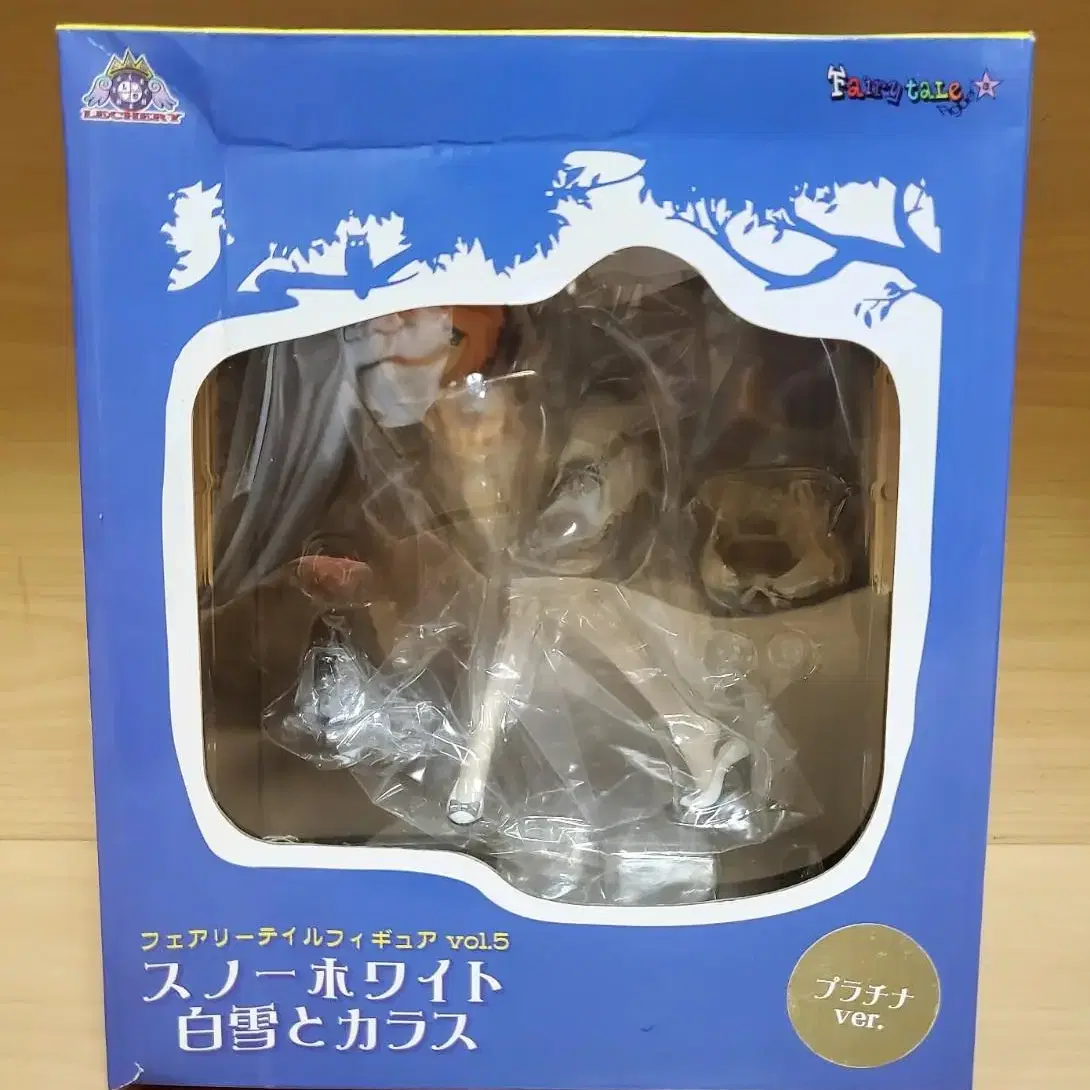 LECHERY
Fairy taLe
フェアリーテイルフィギュア vol.5
スノーホワイト
白雪とカラス
プラチナ
ver.